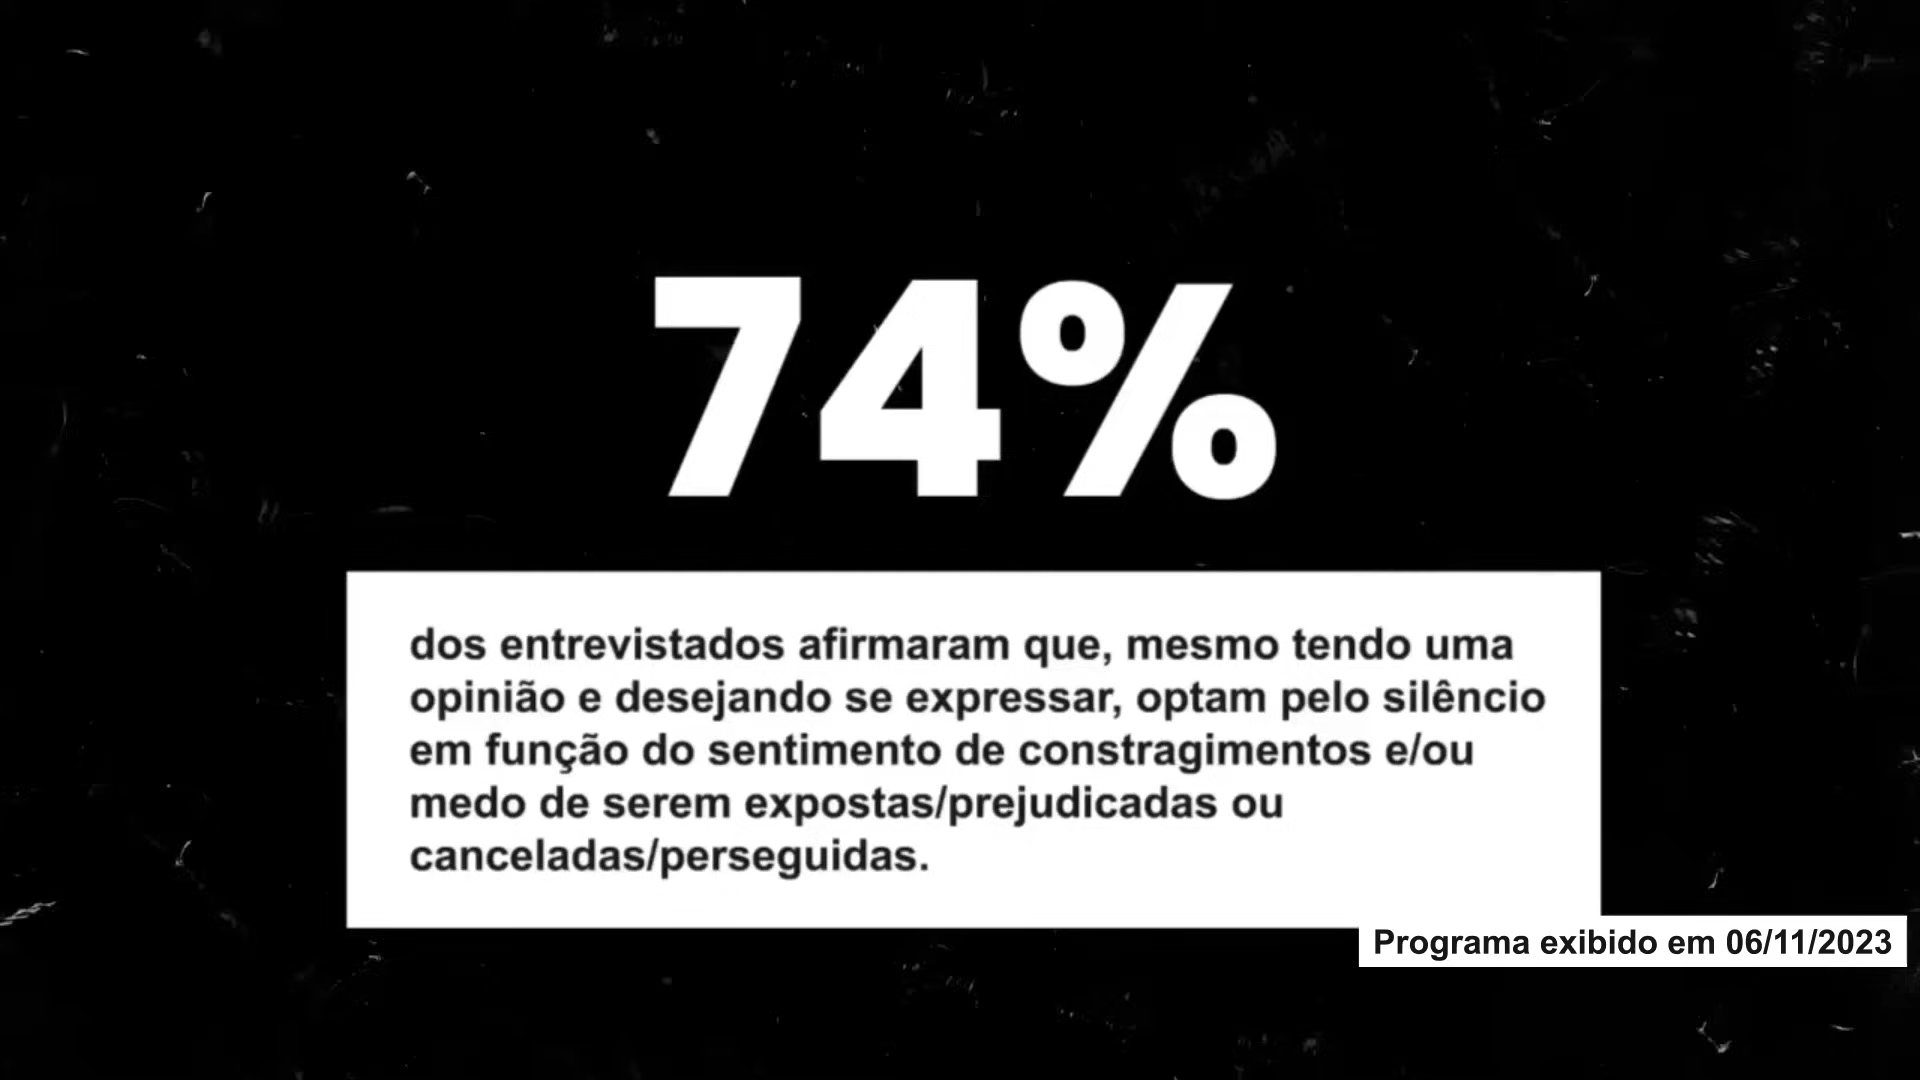 74%
dos entrevistados afirmaram que, mesmo tendo uma
opinião e desejando se expressar, optam pelo silêncio
em função do sentimento de constragimentos e/ou
medo de serem expostas/prejudicadas ou
canceladas/perseguidas.
Programa exibido em 06/11/2023